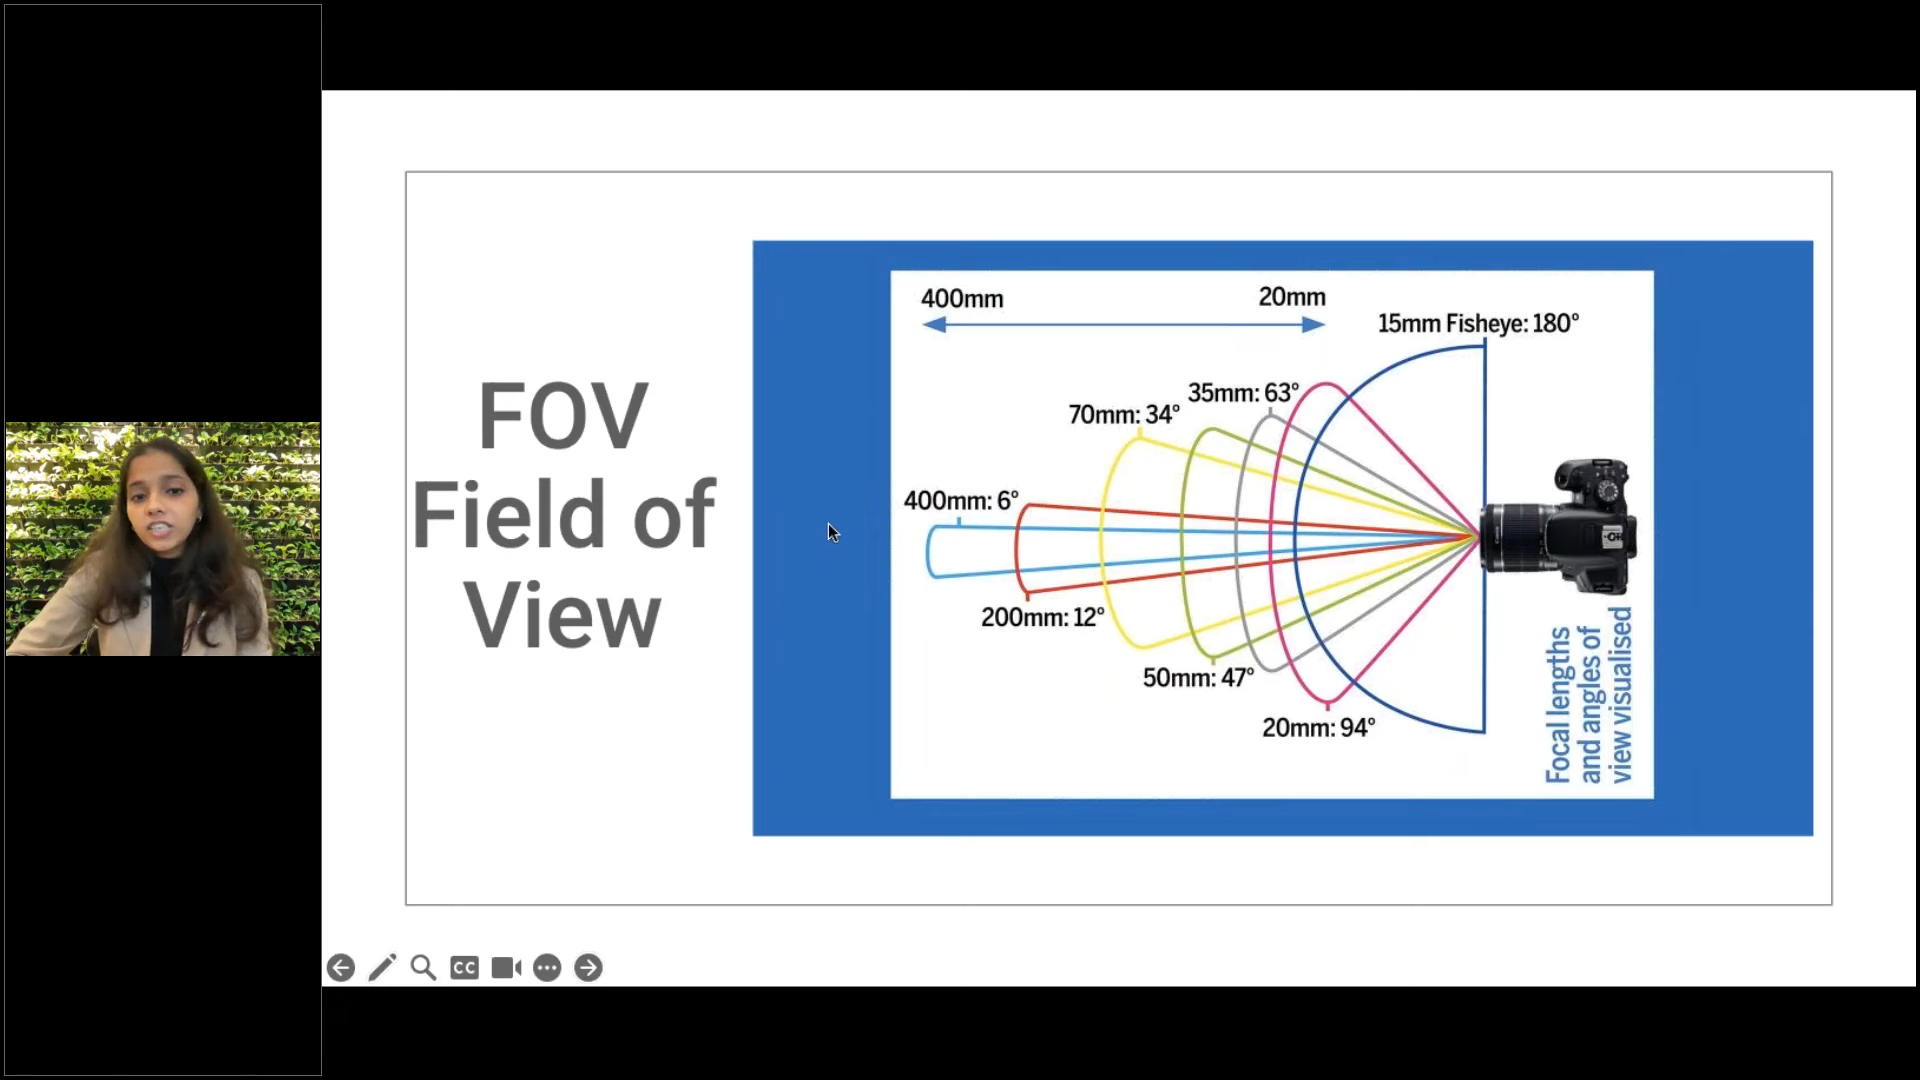 FOV
Field of
View
400mm
20mm
15mm Fisheye: 180°
35mm: 63°
70mm: 34°
400mm: 6°
200mm: 12°
50mm: 47°
20mm: 94°
Focal lengths
and angles of
view visualised
CC